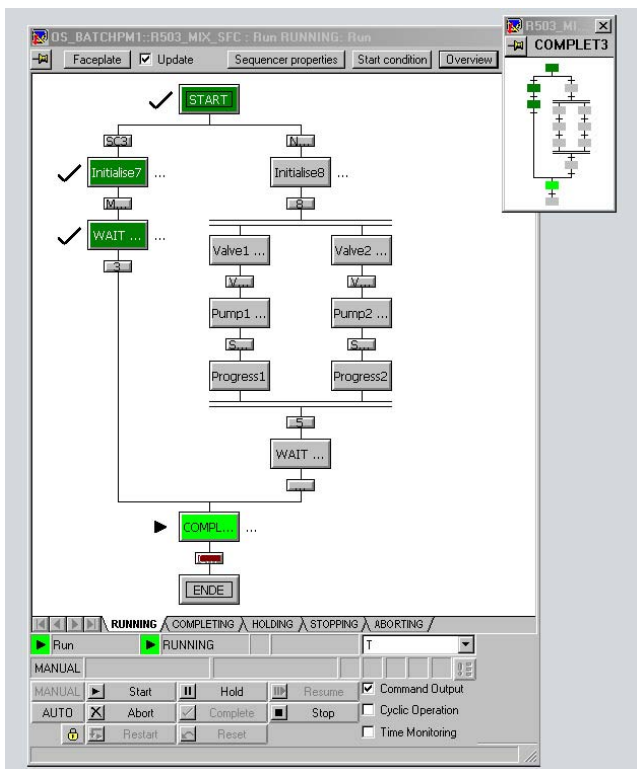 OS_BATCHPM1::R503_MIX_SFC : Run RUNNING: Run
Faceplate Update Sequencer properties Start condition Overview
R503_MI...
COMPLET3
START
SC3 N...
Initialise7 ... Initialise8 ...
M... 8
WAIT ... ...
3
Valve1 ... Valve2 ...
V... V...
Pump1 ... Pump2 ...
S... S...
Progress1 Progress2
5
WAIT ...
...
COMPL... ...
ENDE
RUNNING COMPLETING HOLDING STOPPING ABORTING
Run RUNNING T
MANUAL
MANUAL Start Hold Resume Command Output
AUTO Abort Complete Stop Cyclic Operation
Restart Reset Time Monitoring